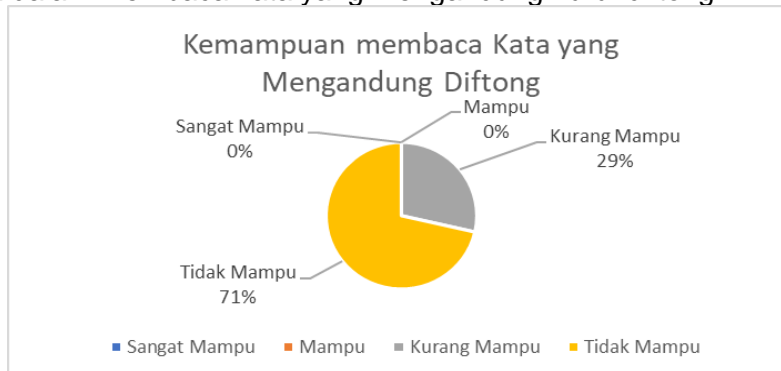 Kemampuan membaca Kata yang
Mengandung Diftong
Mampu
0%
Sangat Mampu
0%
Kurang Mampu
29%
Tidak Mampu
71%
Sangat Mampu Mampu Kurang Mampu Tidak Mampu